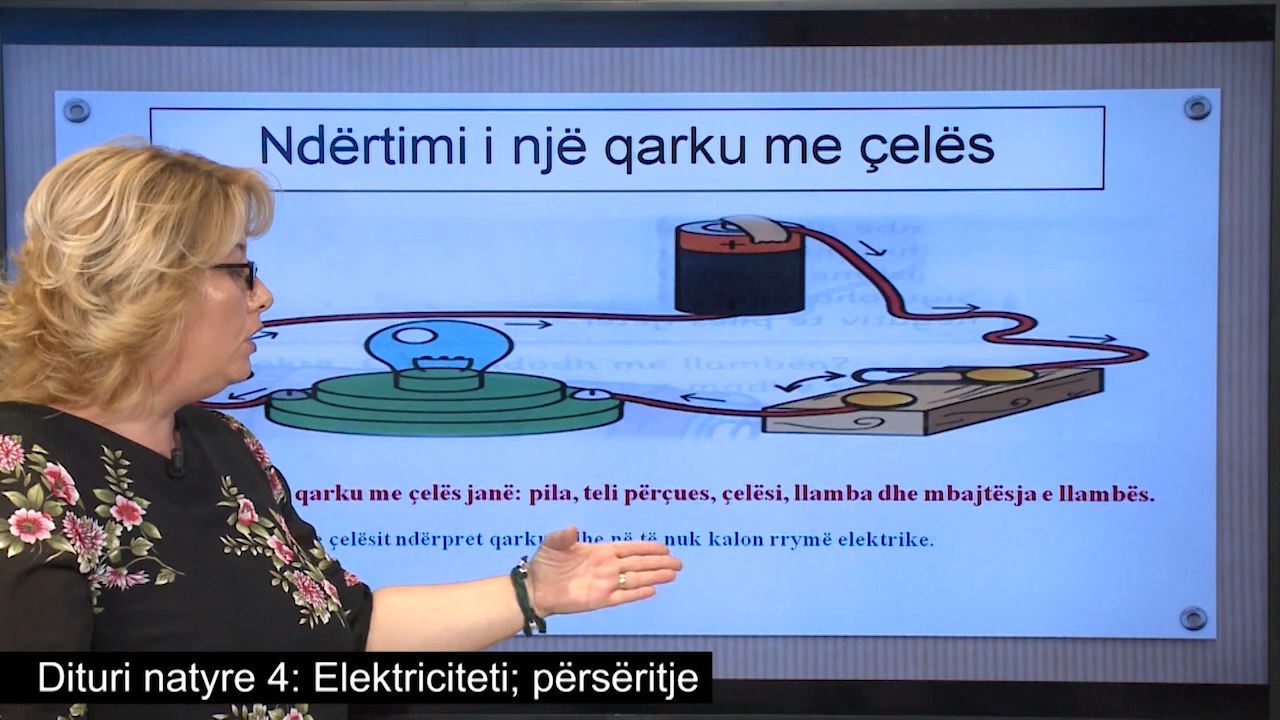 Ndërtimi i një qarku me çelës
+
qarku me çelës janë: pila, teli përçues, çelësi, llamba dhe mbajtësja e llambës.
çelësit ndërpret qarku dhe në të nuk kalon rrymë elektrike.
Dituri natyre 4: Elektriciteti; përsëritje